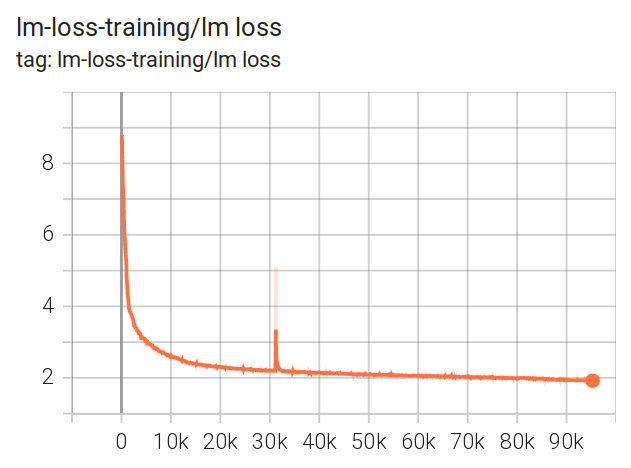 lm-loss-training/lm loss
tag: lm-loss-training/lm loss
8
6
4
2
0 10k 20k 30k 40k 50k 60k 70k 80k 90k